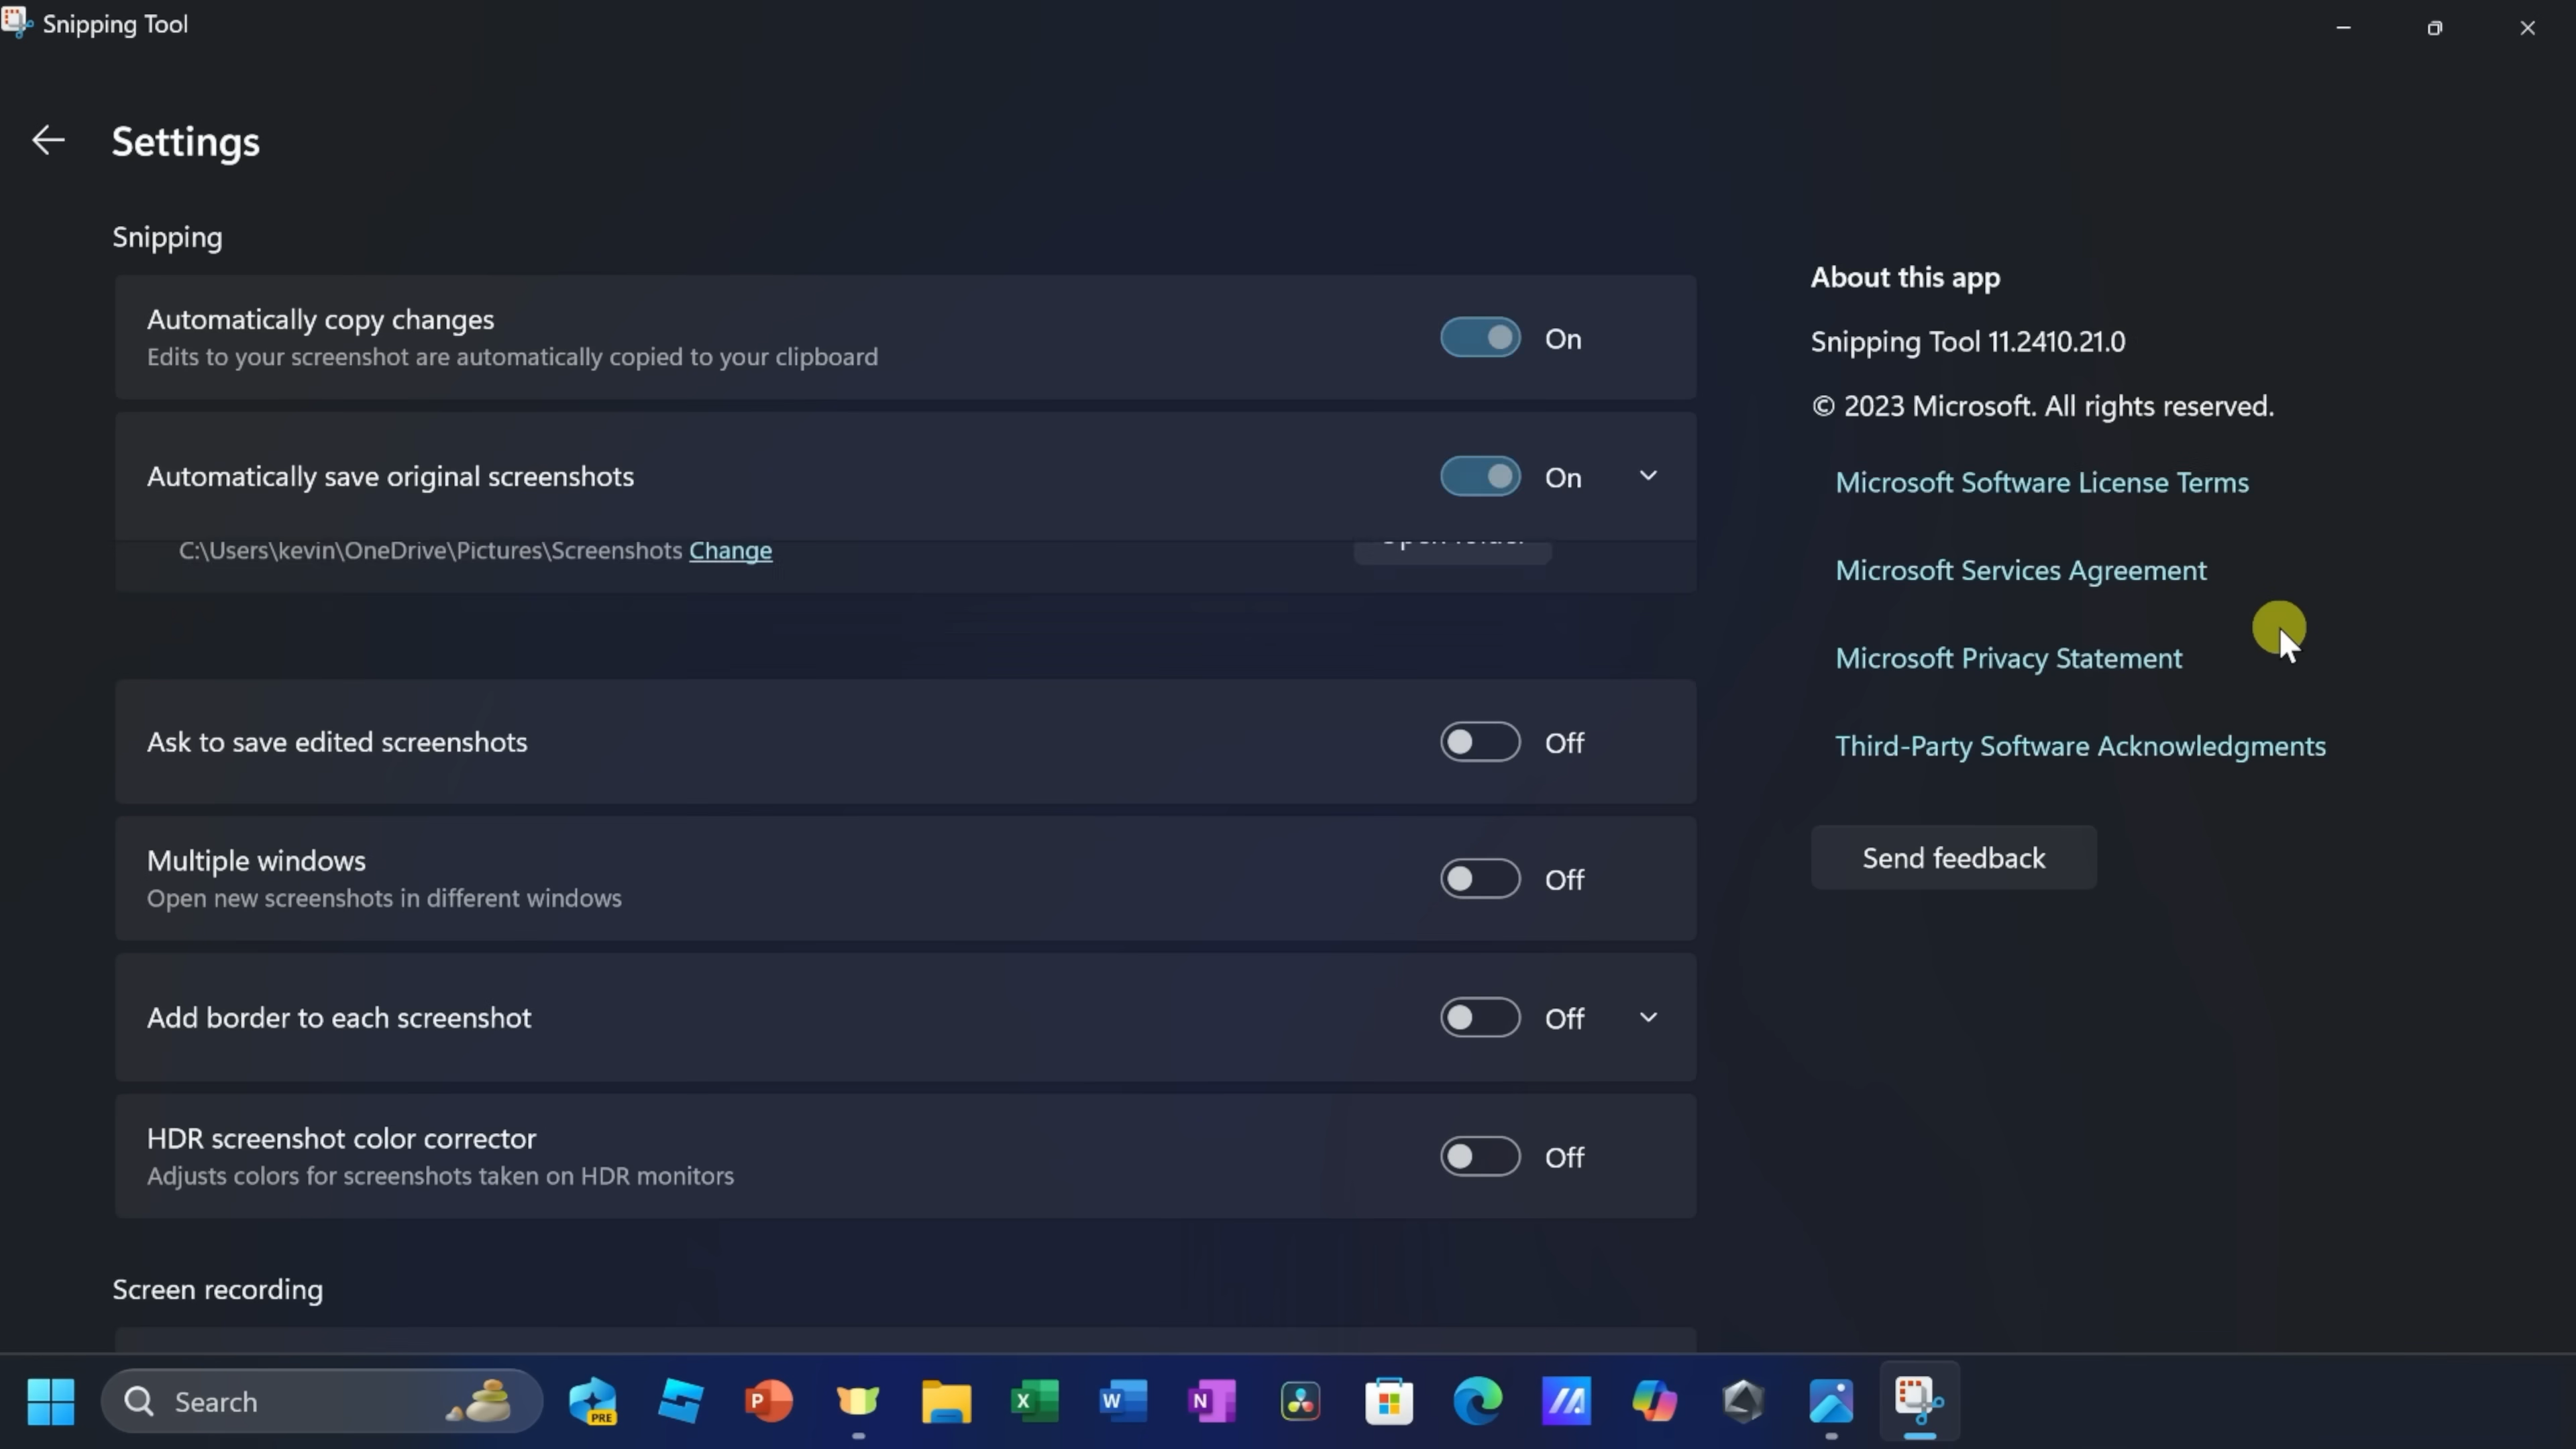 Snipping Tool
Settings
Snipping
Automatically copy changes
Edits to your screenshot are automatically copied to your clipboard
On
Automatically save original screenshots
On
C:\Users\kevin\OneDrive\Pictures\Screenshots Change
Ask to save edited screenshots
Off
Multiple windows
Open new screenshots in different windows
Off
Add border to each screenshot
Off
HDR screenshot color corrector
Adjusts colors for screenshots taken on HDR monitors
Off
Screen recording
About this app
Snipping Tool 11.2410.21.0
© 2023 Microsoft. All rights reserved.
Microsoft Software License Terms
Microsoft Services Agreement
Microsoft Privacy Statement
Third-Party Software Acknowledgments
Send feedback
Search
PRE
P
X
W
N